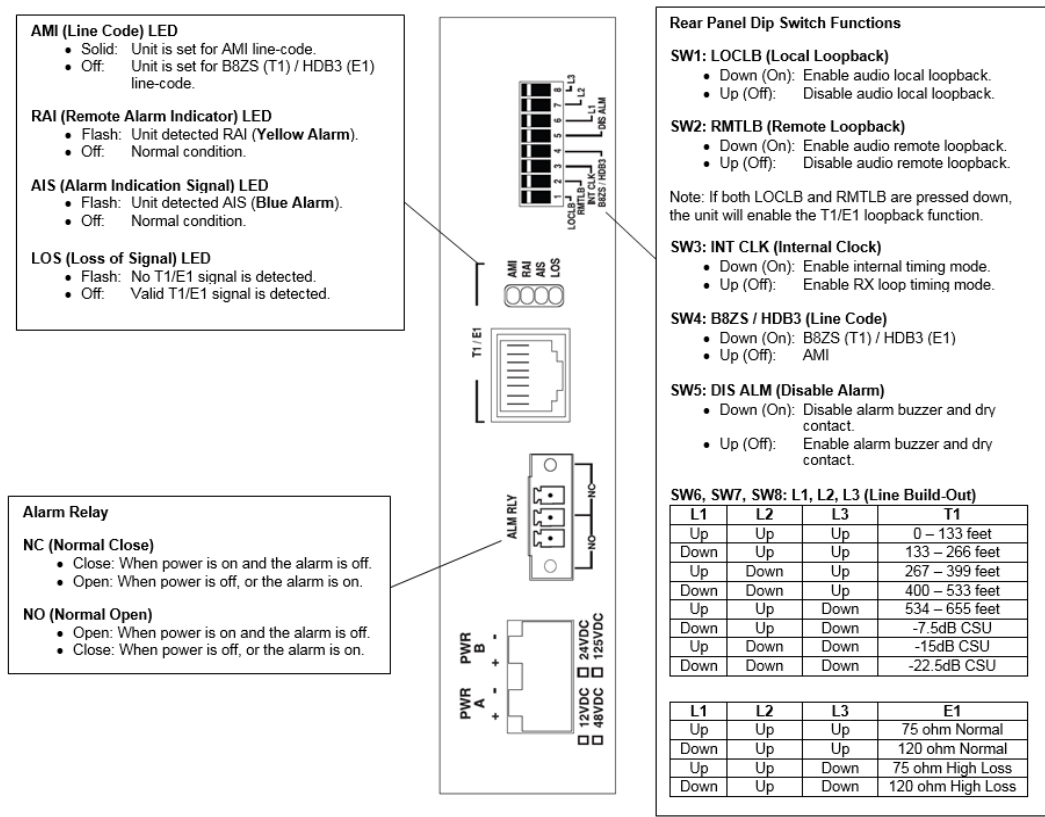 AMI (Line Code) LED
• Solid: Unit is set for AMI line-code.
• Off: Unit is set for B8ZS (T1) / HDB3 (E1)
line-code.
RAI (Remote Alarm Indicator) LED
• Flash: Unit detected RAI (Yellow Alarm).
• Off: Normal condition.
AIS (Alarm Indication Signal) LED
• Flash: Unit detected AIS (Blue Alarm).
• Off: Normal condition.
LOS (Loss of Signal) LED
• Flash: No T1/E1 signal is detected.
• Off: Valid T1/E1 signal is detected.
Alarm Relay
NC (Normal Close)
• Close: When power is on and the alarm is off.
• Open: When power is off, or the alarm is on.
NO (Normal Open)
• Open: When power is on and the alarm is off.
• Close: When power is off, or the alarm is on.
1 2 3 4 5 6 7 8
LOCLB
RMTLB
INT CLK
B8ZS / HDB3
DIS ALM
L1
L2
L3
AMI
RAI
AIS
LOS
T1 / E1
ALM RLY
NC
NO
PWR A
+ -
PWR B
+ -
12VDC
24VDC
48VDC
125VDC
Rear Panel Dip Switch Functions
SW1: LOCLB (Local Loopback)
• Down (On): Enable audio local loopback.
• Up (Off): Disable audio local loopback.
SW2: RMTLB (Remote Loopback)
• Down (On): Enable audio remote loopback.
• Up (Off): Disable audio remote loopback.
Note: If both LOCLB and RMTLB are pressed down,
the unit will enable the T1/E1 loopback function.
SW3: INT CLK (Internal Clock)
• Down (On): Enable internal timing mode.
• Up (Off): Enable RX loop timing mode.
SW4: B8ZS / HDB3 (Line Code)
• Down (On): B8ZS (T1) / HDB3 (E1)
• Up (Off): AMI
SW5: DIS ALM (Disable Alarm)
• Down (On): Disable alarm buzzer and dry
contact.
• Up (Off): Enable alarm buzzer and dry
contact.
SW6, SW7, SW8: L1, L2, L3 (Line Build-Out)
L1 L2 L3 T1
Up Up Up 0 – 133 feet
Down Up Up 133 – 266 feet
Up Down Up 267 – 399 feet
Down Down Up 400 – 533 feet
Up Up Down 534 – 655 feet
Down Up Down -7.5dB CSU
Up Down Down -15dB CSU
Down Down Down -22.5dB CSU
L1 L2 L3 E1
Up Up Up 75 ohm Normal
Down Up Up 120 ohm Normal
Up Up Down 75 ohm High Loss
Down Up Down 120 ohm High Loss